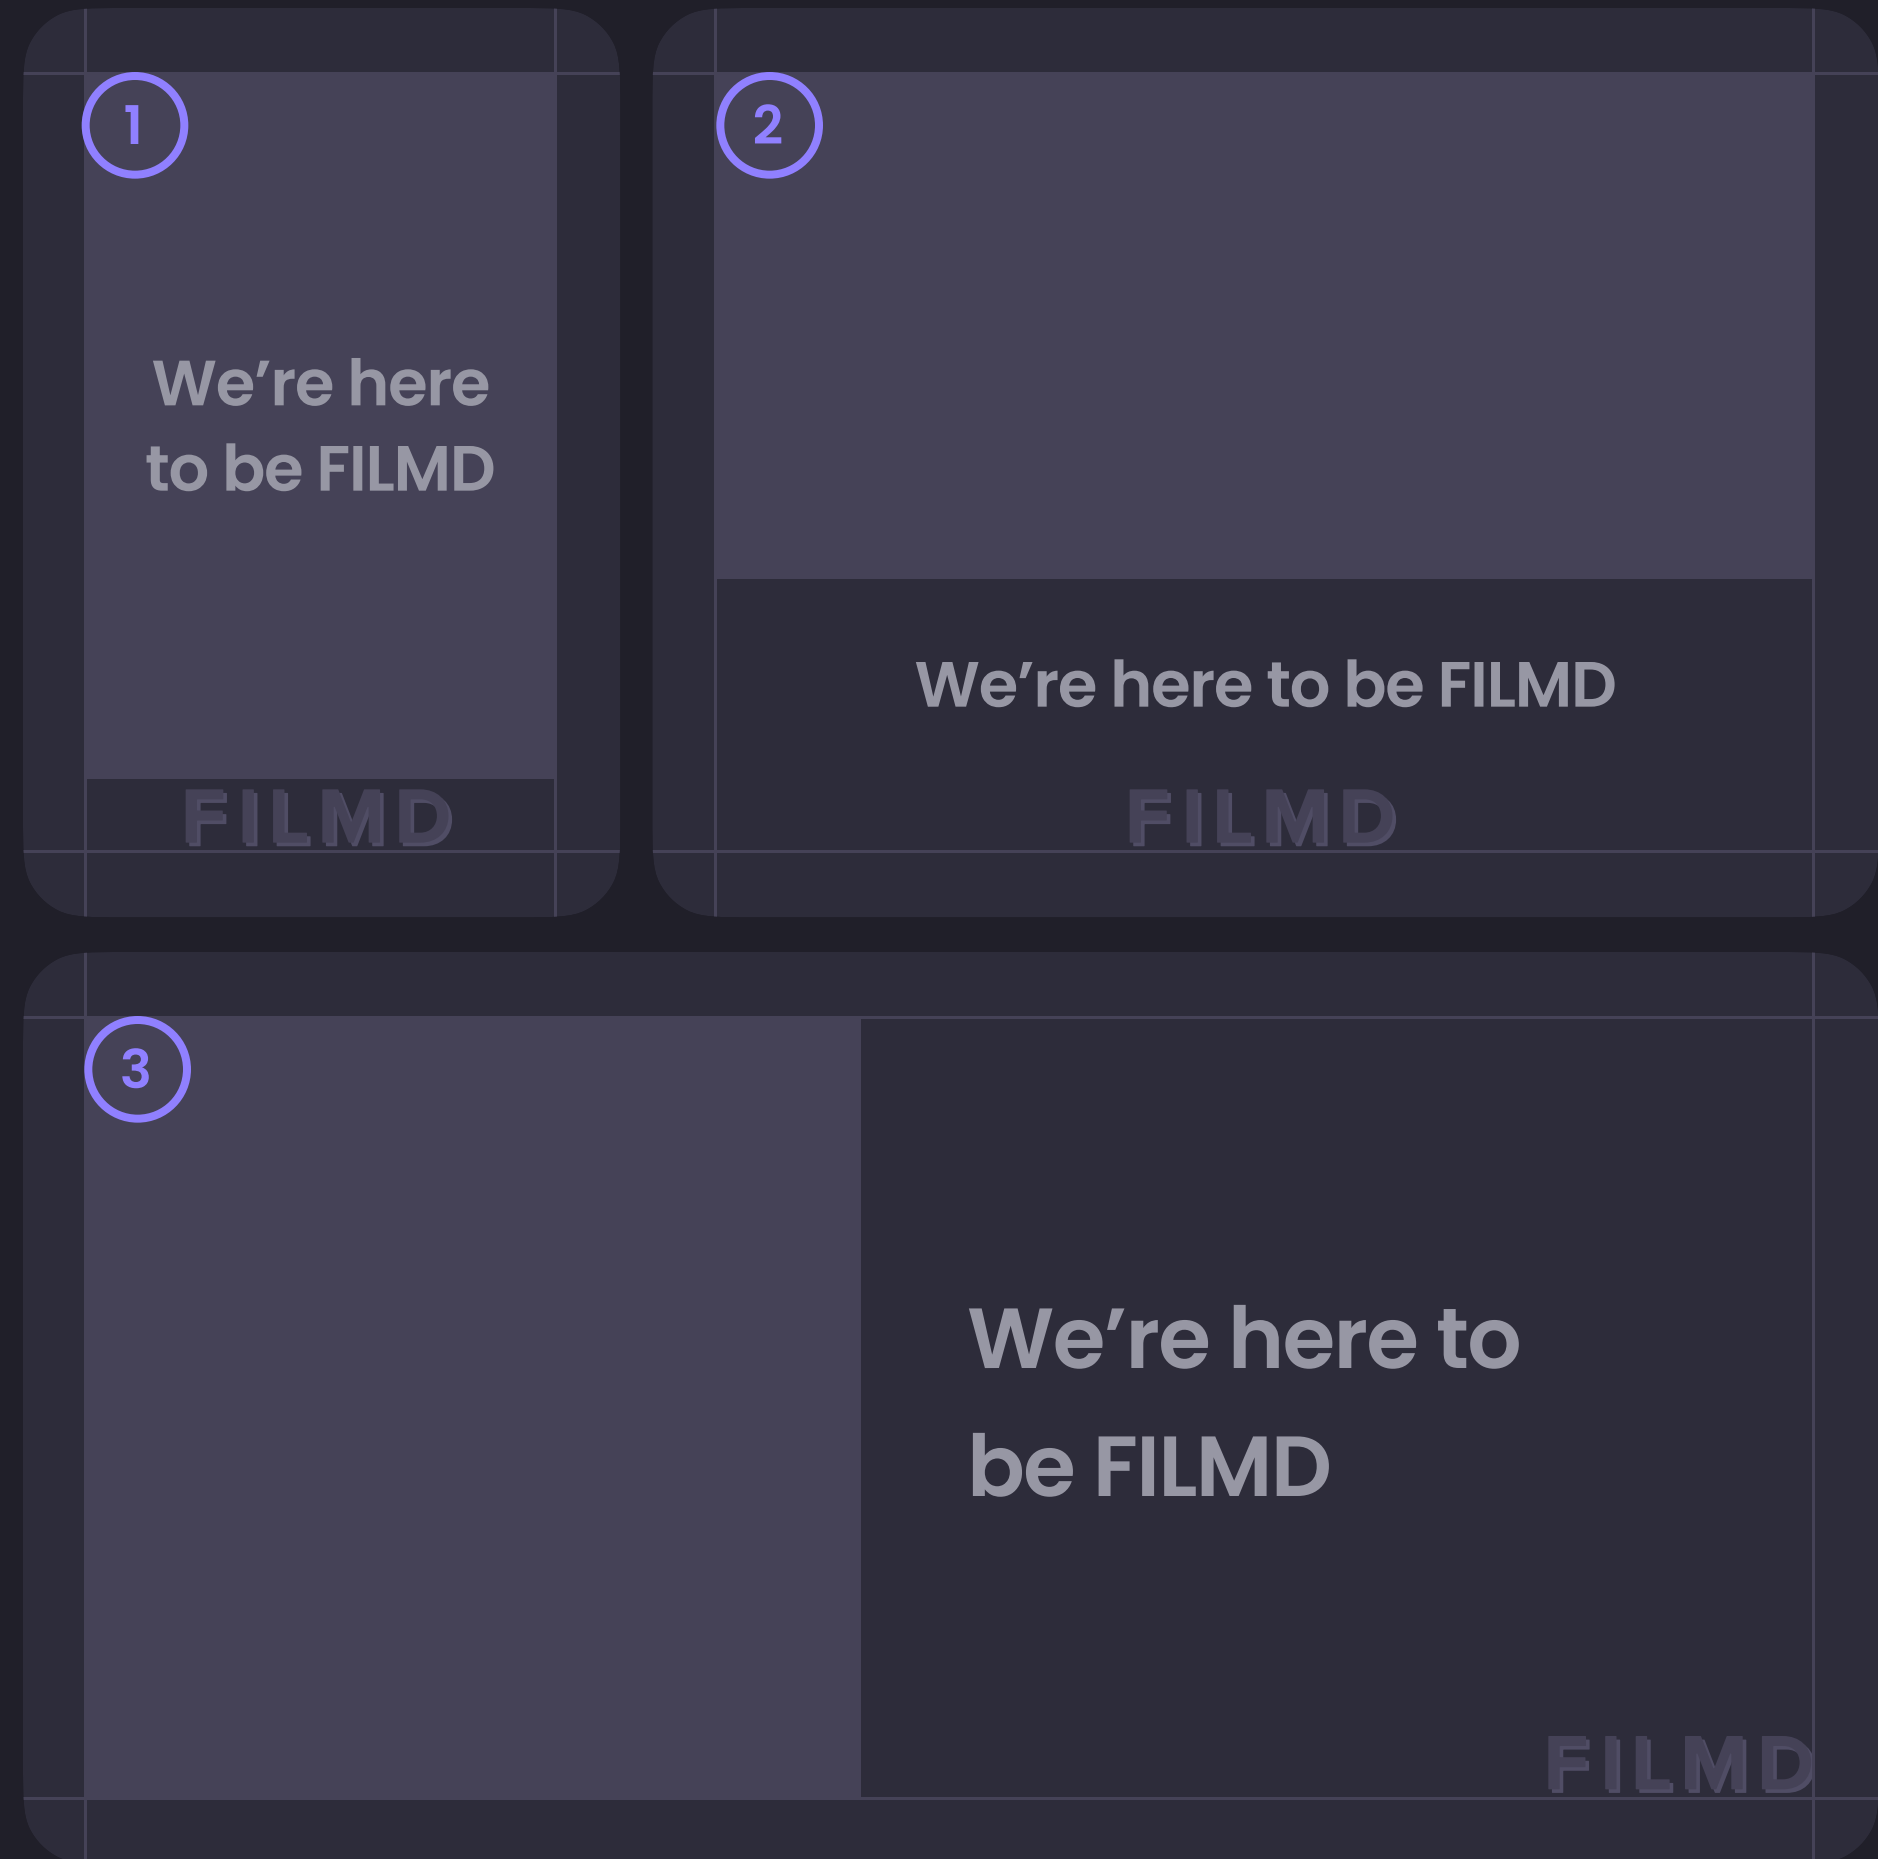 1
We’re here
to be FILMD
FILMD
2
We’re here to be FILMD
FILMD
3
We’re here to
be FILMD
FILMD